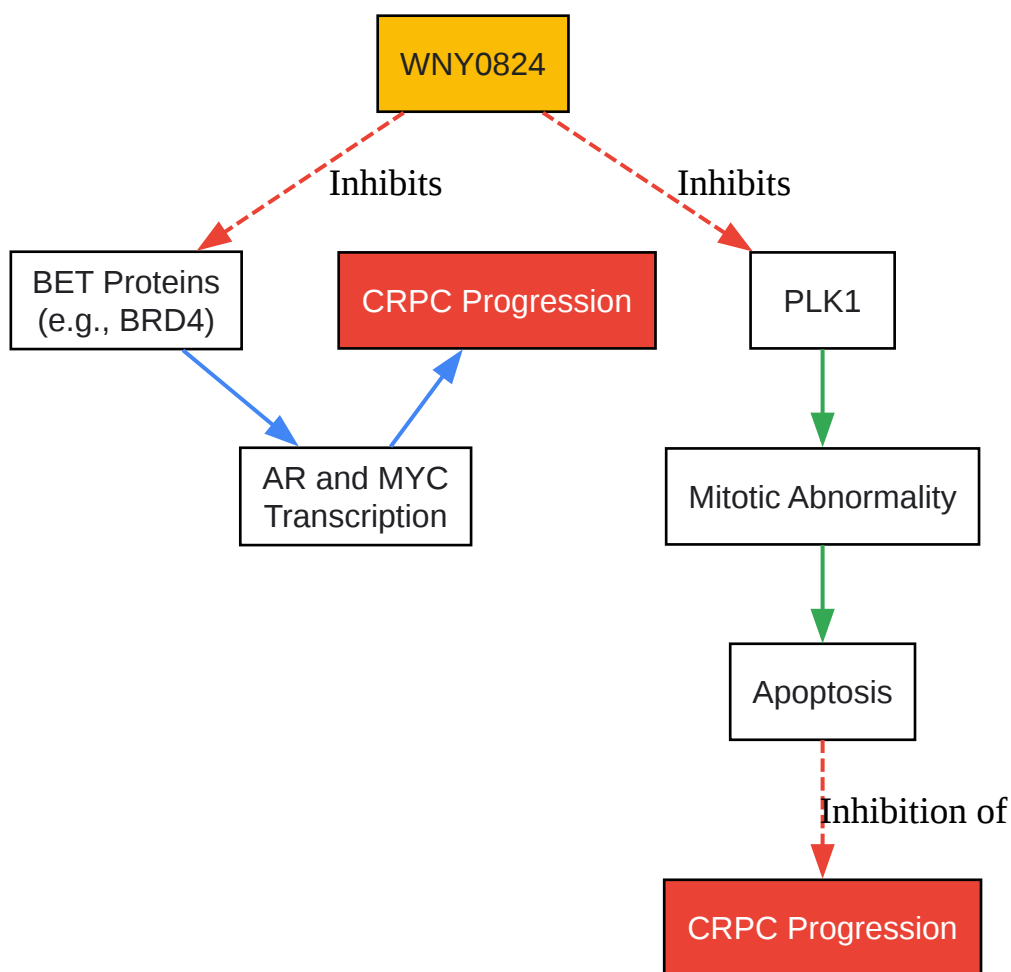 WNY0824
Inhibits
Inhibits
BET Proteins
(e.g., BRD4)
CRPC Progression
PLK1
AR and MYC
Transcription
Mitotic Abnormality
Apoptosis
Inhibition of
CRPC Progression